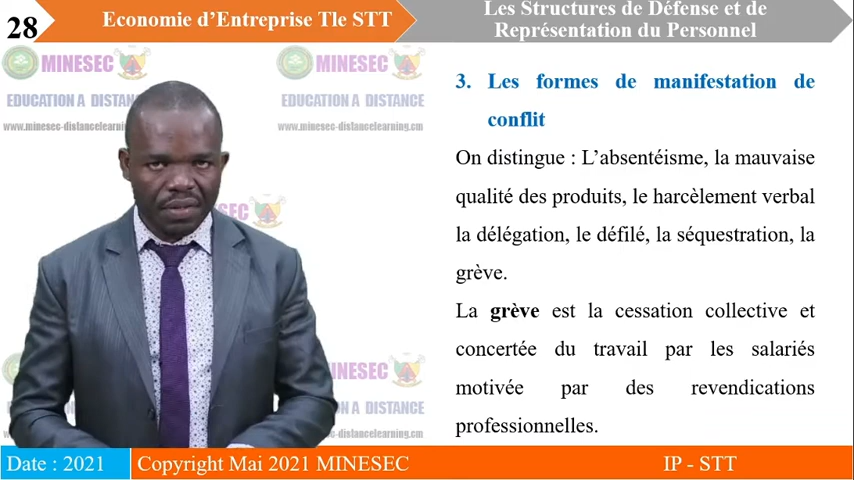 28
Economie d’Entreprise Tle STT
Les Structures de Défense et de
Représentation du Personnel
MINESEC
MINESEC
EDUCATION A DISTANCE
EDUCATION A DISTANCE
www.minesec-distancelearning.cm
3. Les formes de manifestation de
conflit
On distingue : L’absentéisme, la mauvaise
qualité des produits, le harcèlement verbal
la délégation, le défilé, la séquestration, la
grève.
La grève est la cessation collective et
concertée du travail par les salariés
motivée par des revendications
professionnelles.
MINESEC
Date : 2021
Copyright Mai 2021 MINESEC
IP - STT